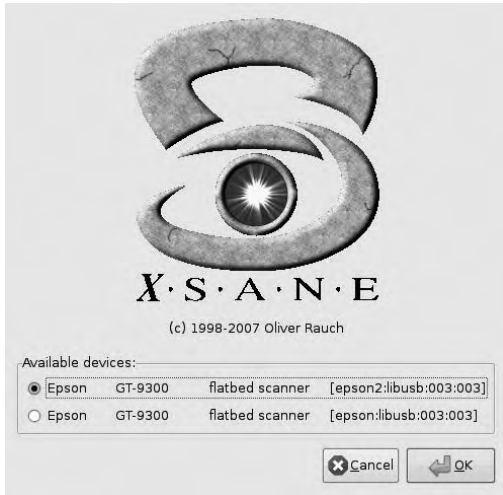 X·S·A·N·E
(c) 1998-2007 Oliver Rauch
Available devices:
Epson GT-9300 flatbed scanner [epson2:libusb:003:003]
Epson GT-9300 flatbed scanner [epson:libusb:003:003]
Cancel OK